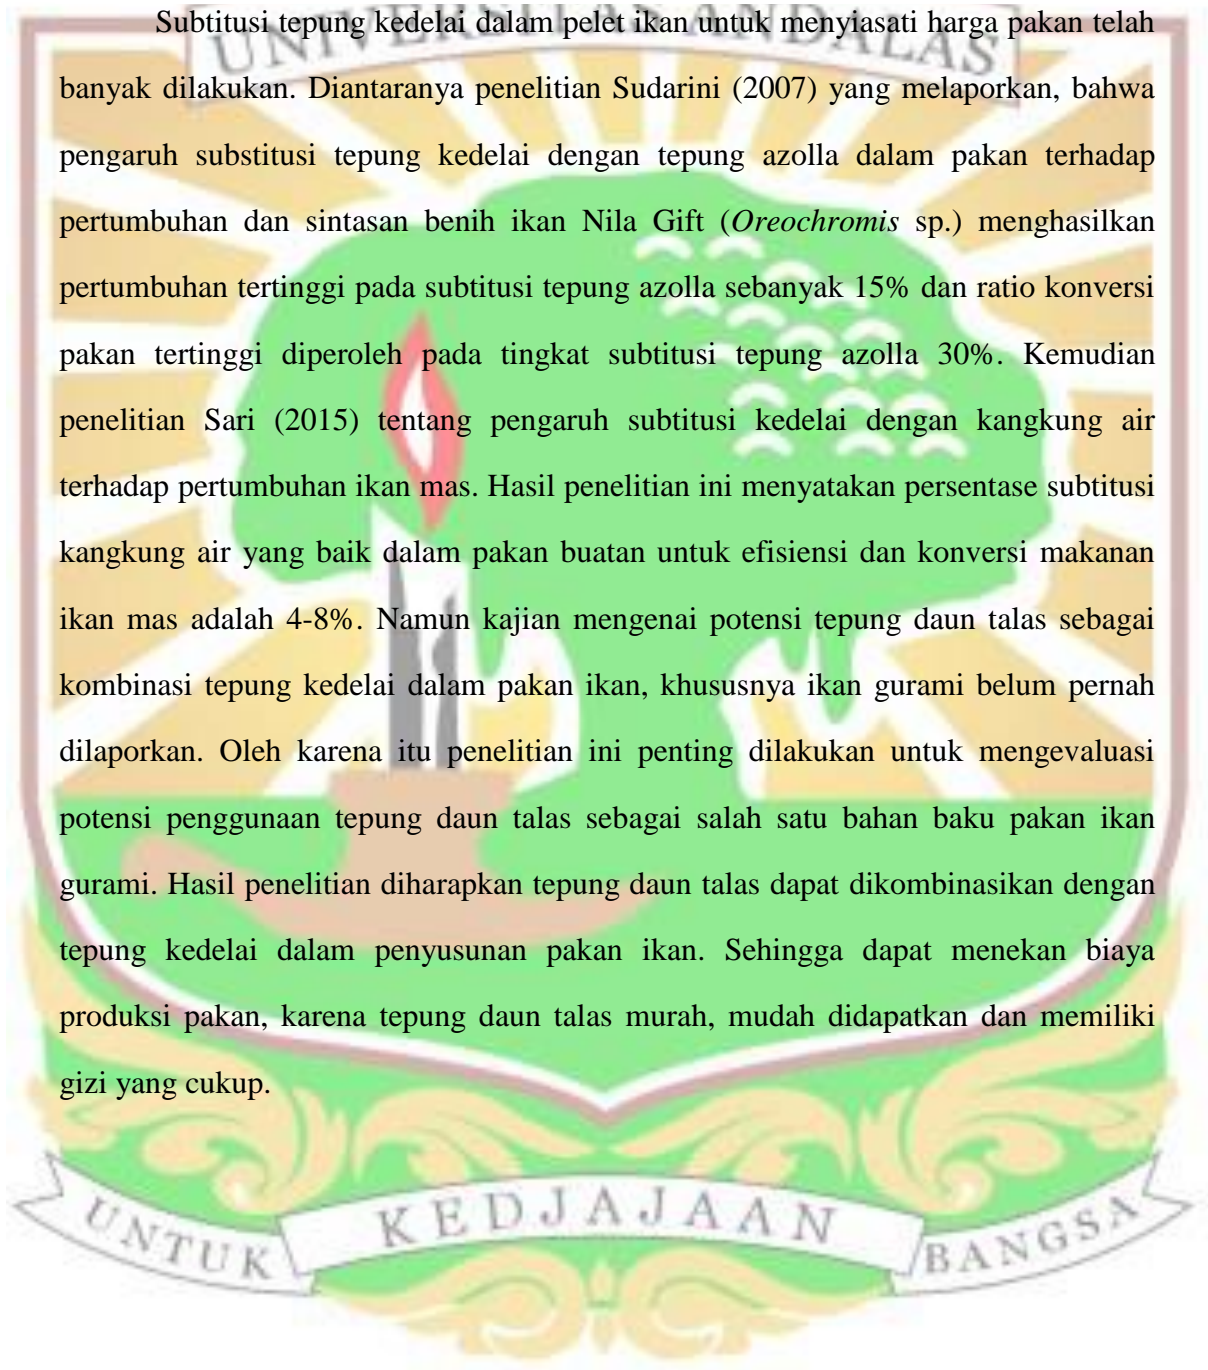 UNIVERSITAS ANDALAS
Subtitusi tepung kedelai dalam pelet ikan untuk menyiasati harga pakan telah
banyak dilakukan. Diantaranya penelitian Sudarini (2007) yang melaporkan, bahwa
pengaruh substitusi tepung kedelai dengan tepung azolla dalam pakan terhadap
pertumbuhan dan sintasan benih ikan Nila Gift (Oreochromis sp.) menghasilkan
pertumbuhan tertinggi pada subtitusi tepung azolla sebanyak 15% dan ratio konversi
pakan tertinggi diperoleh pada tingkat subtitusi tepung azolla 30%. Kemudian
penelitian Sari (2015) tentang pengaruh subtitusi kedelai dengan kangkung air
terhadap pertumbuhan ikan mas. Hasil penelitian ini menyatakan persentase subtitusi
kangkung air yang baik dalam pakan buatan untuk efisiensi dan konversi makanan
ikan mas adalah 4-8%. Namun kajian mengenai potensi tepung daun talas sebagai
kombinasi tepung kedelai dalam pakan ikan, khususnya ikan gurami belum pernah
dilaporkan. Oleh karena itu penelitian ini penting dilakukan untuk mengevaluasi
potensi penggunaan tepung daun talas sebagai salah satu bahan baku pakan ikan
gurami. Hasil penelitian diharapkan tepung daun talas dapat dikombinasikan dengan
tepung kedelai dalam penyusunan pakan ikan. Sehingga dapat menekan biaya
produksi pakan, karena tepung daun talas murah, mudah didapatkan dan memiliki
gizi yang cukup.
UNTUK KEDJAJAAN BANGSA